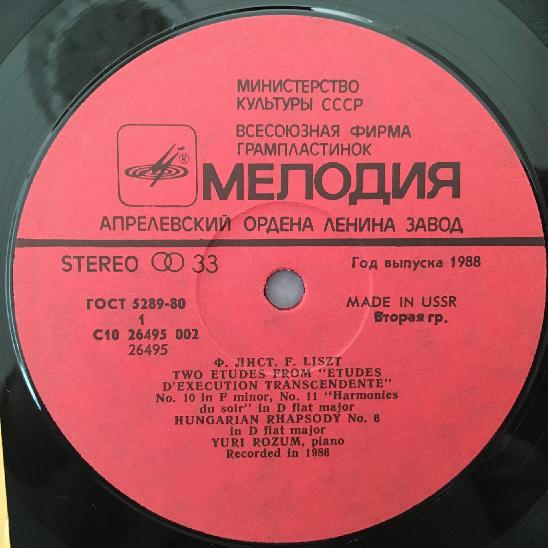 МИНИСТЕРСТВО
КУЛЬТУРЫ СССР
ВСЕСОЮЗНАЯ ФИРМА
ГРАМПЛАСТИНОК
®
МЕЛОДИЯ
АПРЕЛЕВСКИЙ ОРДЕНА ЛЕНИНА ЗАВОД
STEREO 33
Год выпуска 1988
ГОСТ 5289-80
MADE IN USSR
1
Вторая гр.
С10 26495 002
26495
Ф. ЛИСТ. F. LISZT
TWO ETUDES FROM "ETUDES
D'EXECUTION TRANSCENDENTE"
No. 10 in F minor, No. 11 "Harmonies
du soir" in D flat major
HUNGARIAN RHAPSODY No. 6
in D flat major
YURI ROZUM, piano
Recorded in 1986